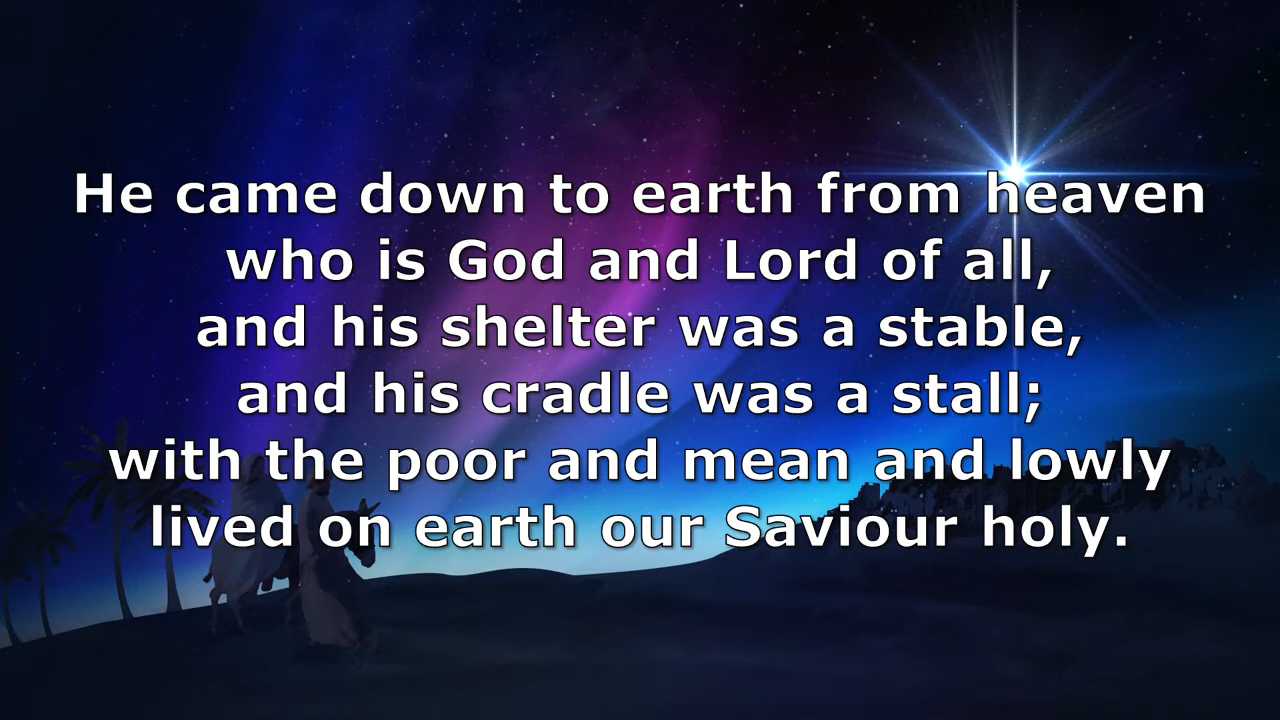 He came down to earth from heaven
who is God and Lord of all,
and his shelter was a stable,
and his cradle was a stall;
with the poor and mean and lowly
lived on earth our Saviour holy.